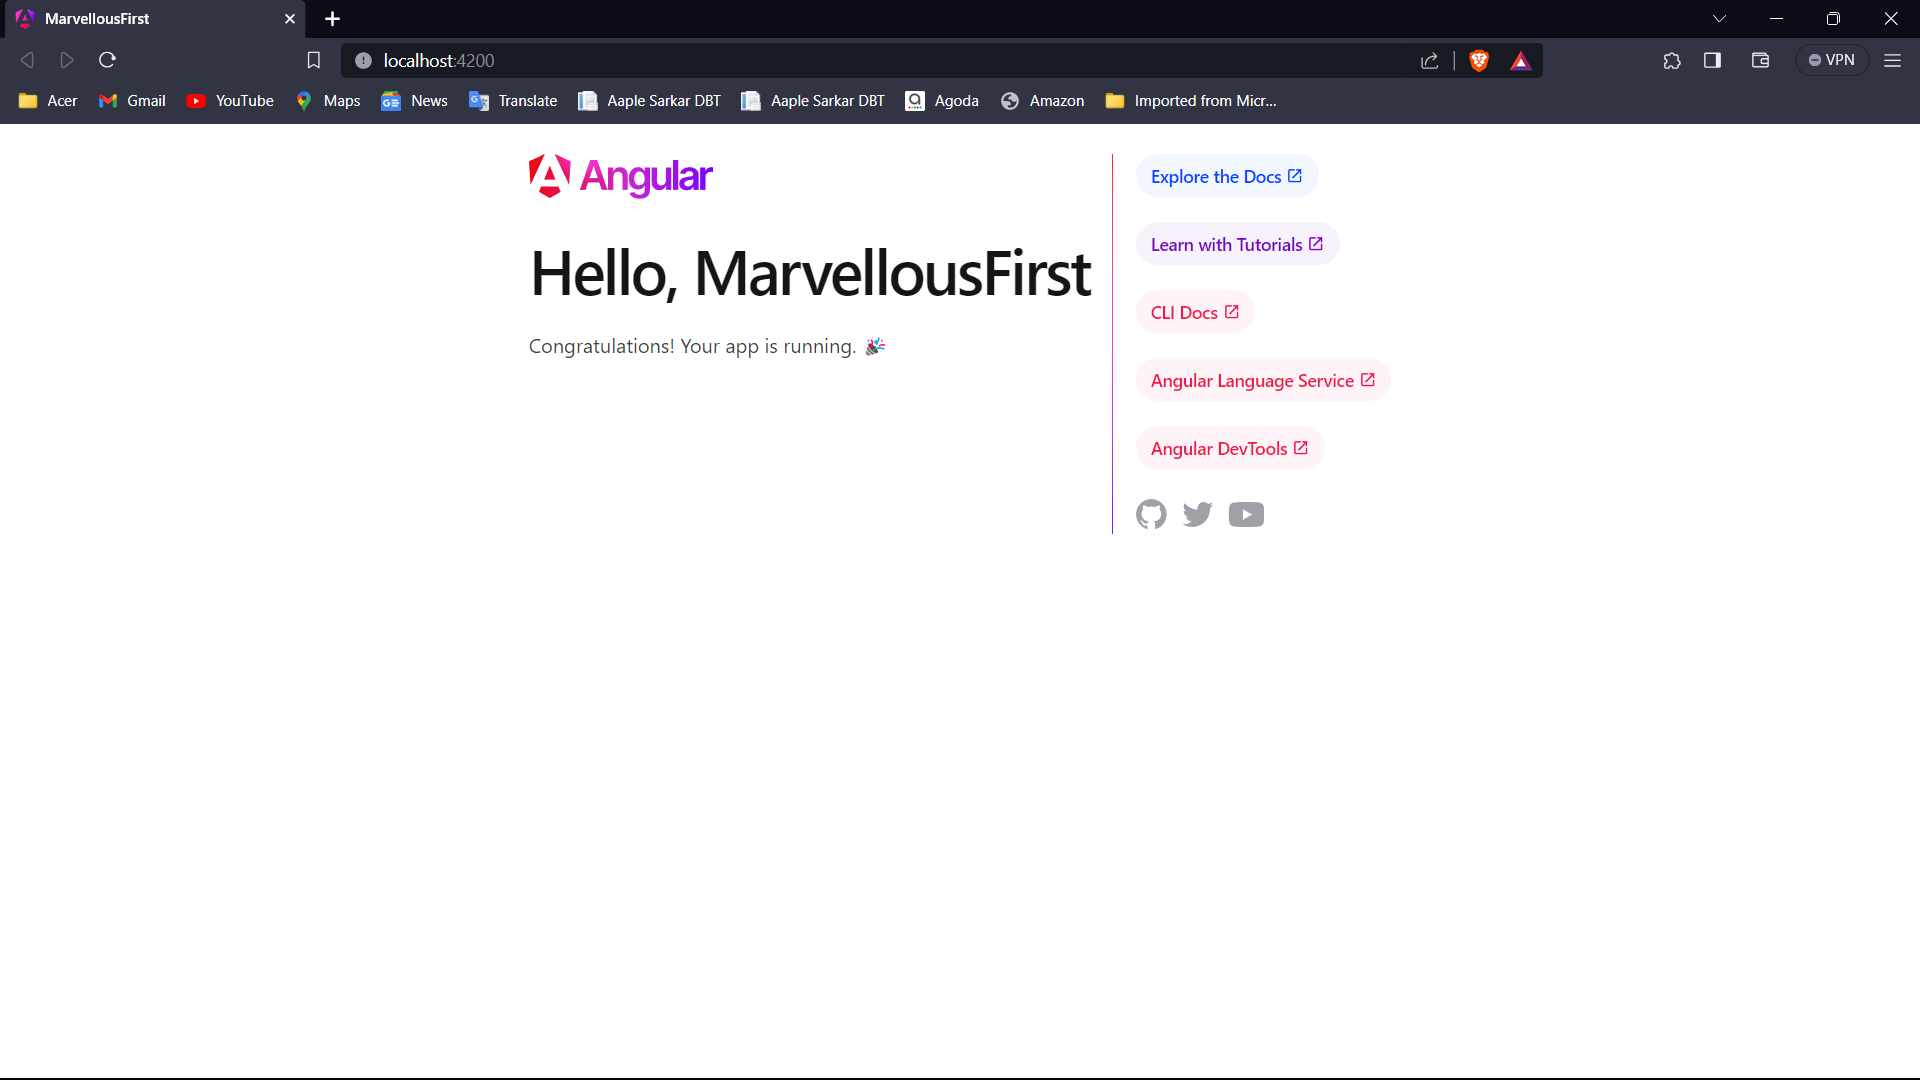 MarvellousFirst
localhost:4200
VPN
Acer Gmail YouTube Maps News Translate Aaple Sarkar DBT Aaple Sarkar DBT Agoda Amazon Imported from Micr...
Angular
Hello, MarvellousFirst
Congratulations! Your app is running. 🎉
Explore the Docs
Learn with Tutorials
CLI Docs
Angular Language Service
Angular DevTools